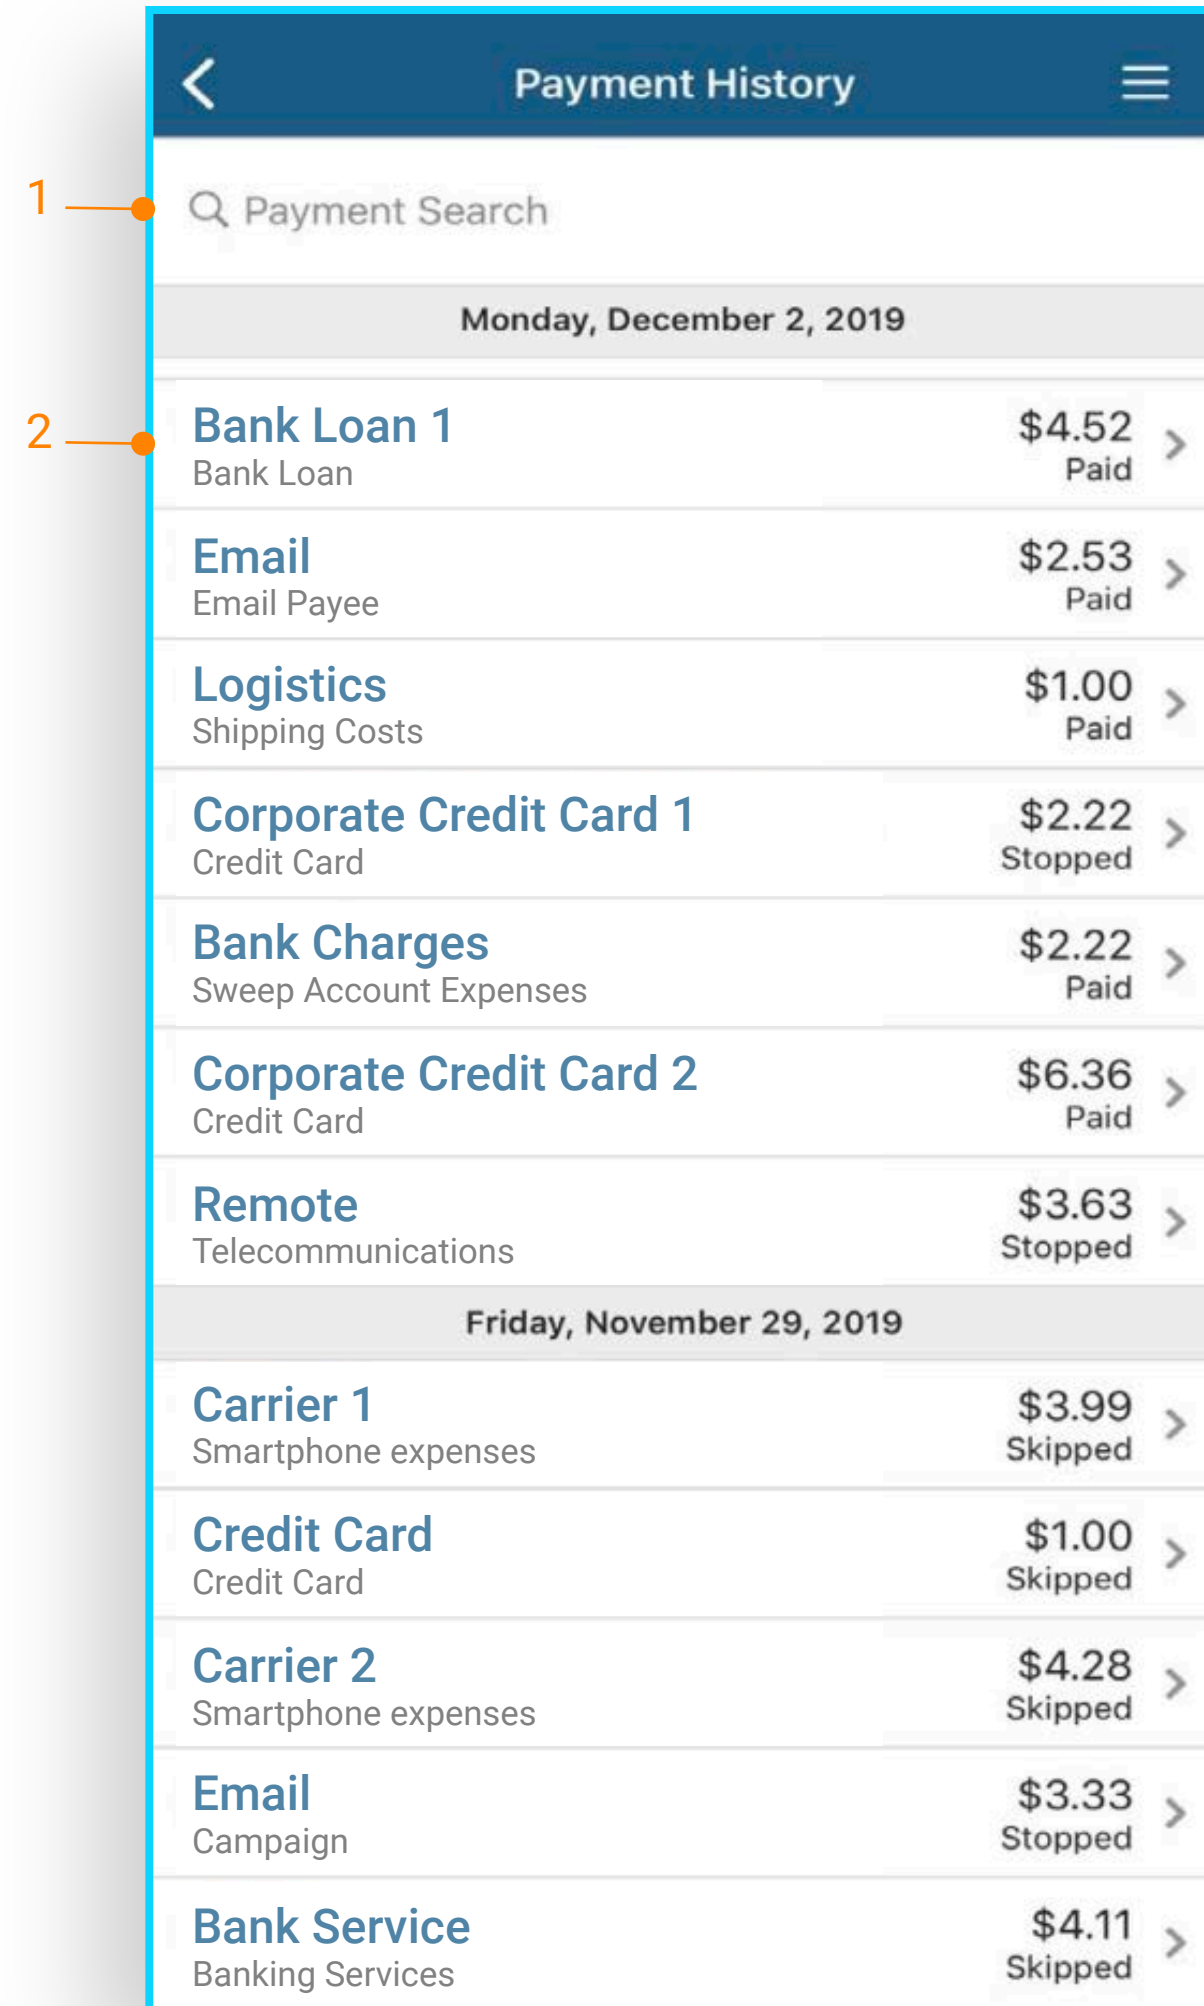 Payment History
1
Payment Search
Monday, December 2, 2019
2
Bank Loan 1
Bank Loan
$4.52
Paid
Email
Email Payee
$2.53
Paid
Logistics
Shipping Costs
$1.00
Paid
Corporate Credit Card 1
Credit Card
$2.22
Stopped
Bank Charges
Sweep Account Expenses
$2.22
Paid
Corporate Credit Card 2
Credit Card
$6.36
Paid
Remote
Telecommunications
$3.63
Stopped
Friday, November 29, 2019
Carrier 1
Smartphone expenses
$3.99
Skipped
Credit Card
Credit Card
$1.00
Skipped
Carrier 2
Smartphone expenses
$4.28
Skipped
Email
Campaign
$3.33
Stopped
Bank Service
Banking Services
$4.11
Skipped